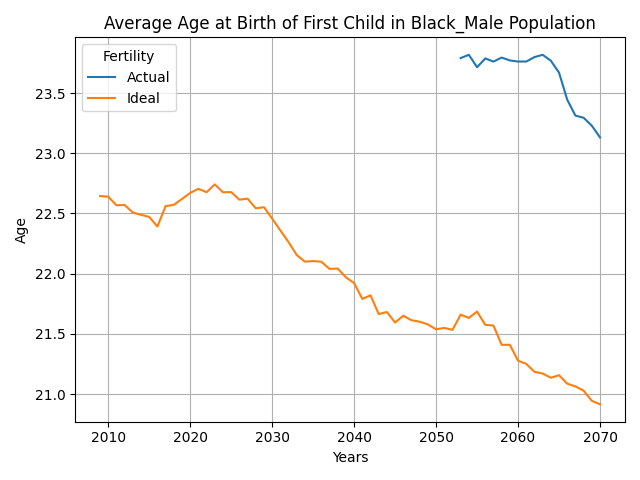 Average Age at Birth of First Child in Black_Male Population
Fertility
Actual
Ideal
Age
23.5
23.0
22.5
22.0
21.5
21.0
2010 2020 2030 2040 2050 2060 2070
Years